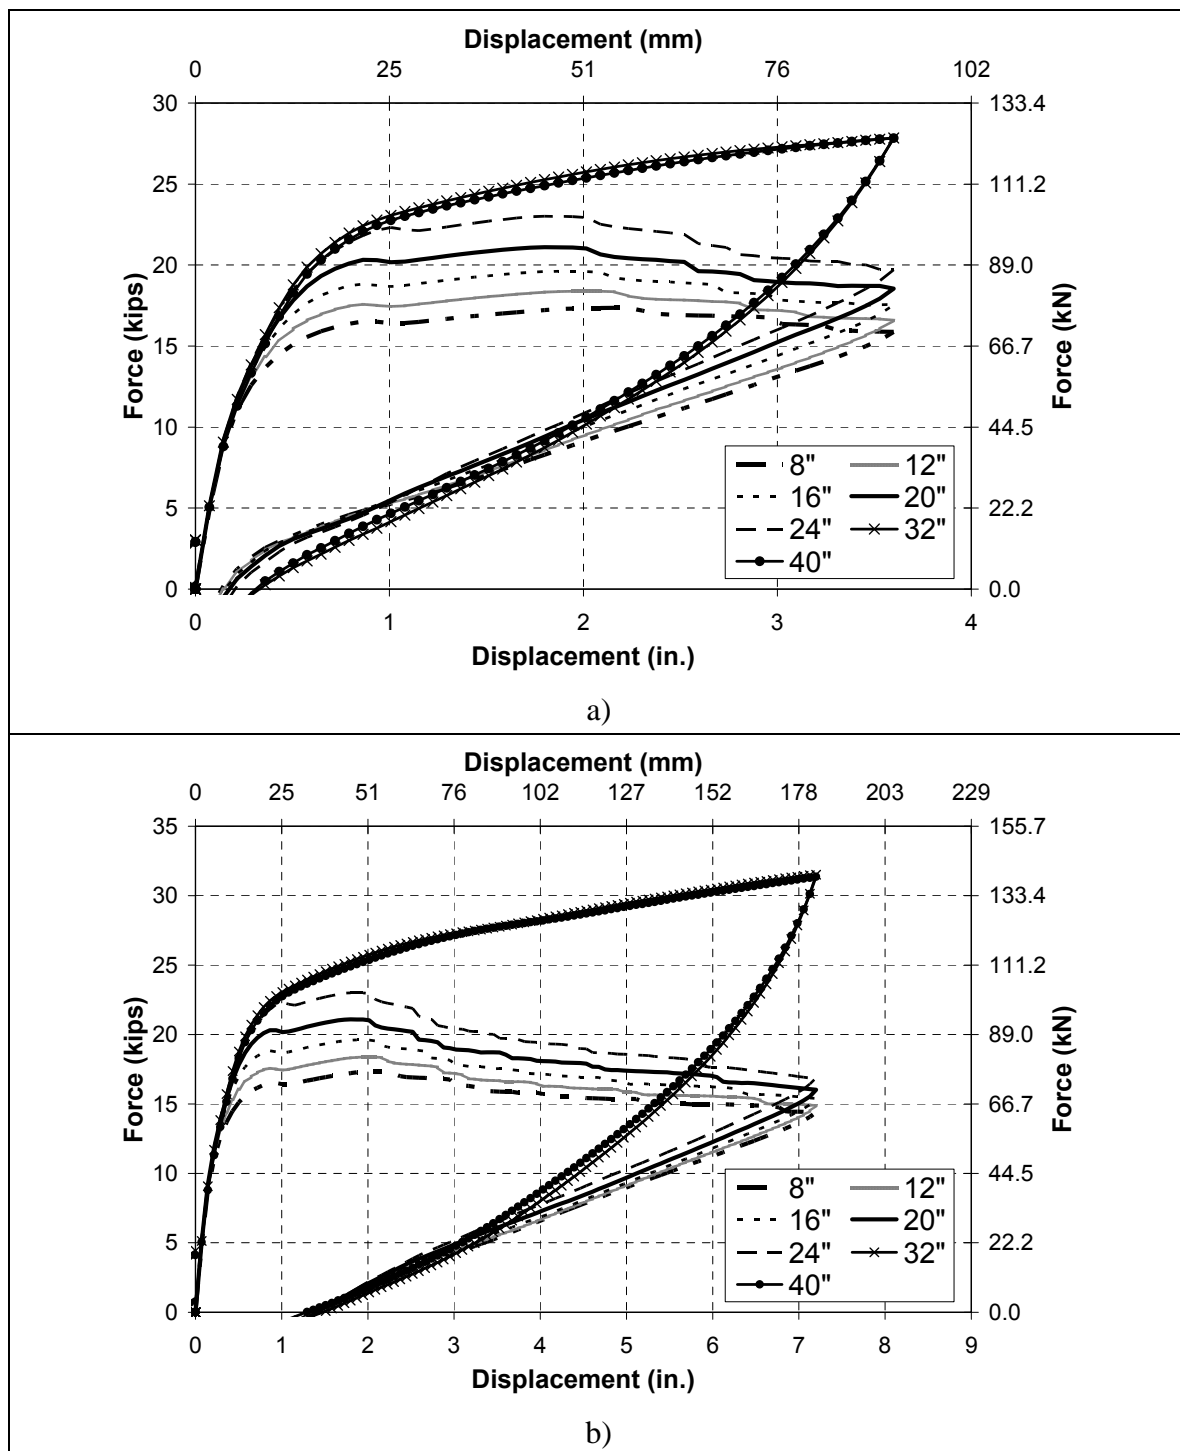 Displacement (mm)
0 25 51 76 102
30 133.4
25 111.2
20 89.0
15 66.7
10 44.5
5 22.2
0 0.0
Force (kips)
Force (kN)
8" 12"
16" 20"
24" 32"
40"
0 1 2 3 4
Displacement (in.)
a)
Displacement (mm)
0 25 51 76 102 127 152 178 203 229
35 155.7
30 133.4
25 111.2
20 89.0
15 66.7
10 44.5
5 22.2
0 0.0
Force (kips)
Force (kN)
8" 12"
16" 20"
24" 32"
40"
0 1 2 3 4 5 6 7 8 9
Displacement (in.)
b)